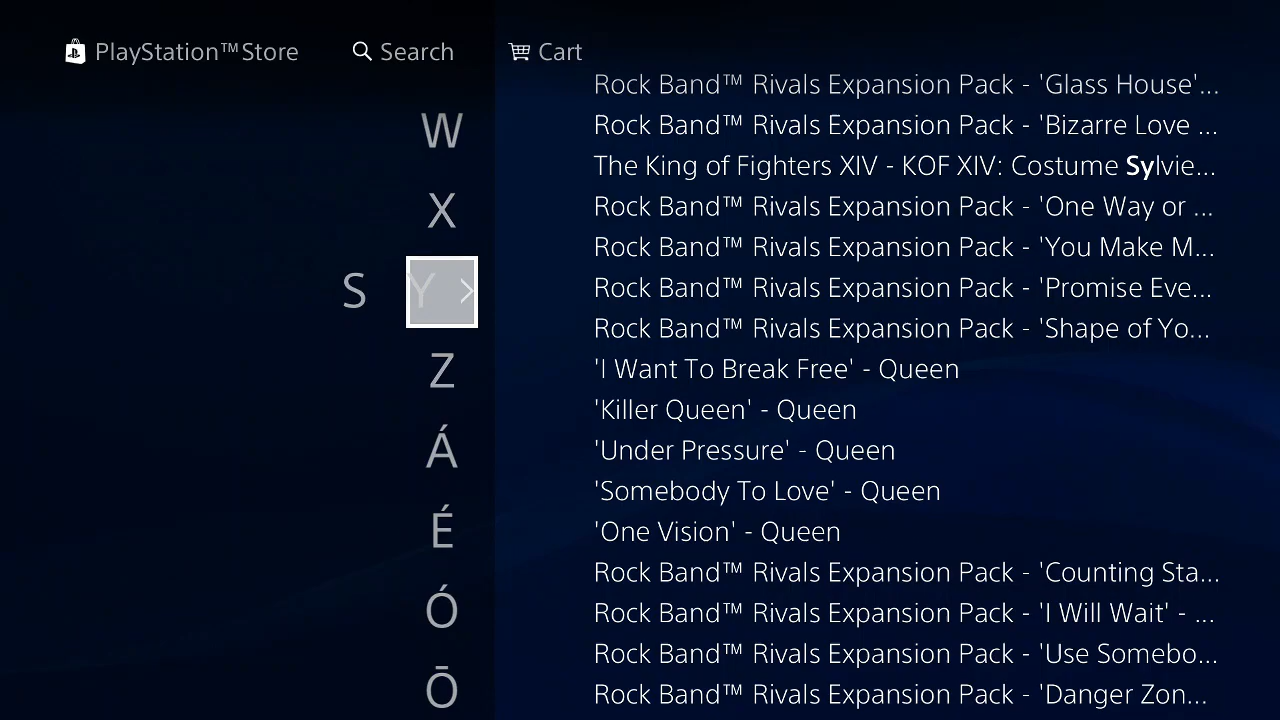 PlayStation™Store Search Cart
W
X
S Y >
Z
Á
É
Ó
Ō
Rock Band™ Rivals Expansion Pack - 'Glass House'...
Rock Band™ Rivals Expansion Pack - 'Bizarre Love ...
The King of Fighters XIV - KOF XIV: Costume Sylvie...
Rock Band™ Rivals Expansion Pack - 'One Way or ...
Rock Band™ Rivals Expansion Pack - 'You Make M...
Rock Band™ Rivals Expansion Pack - 'Promise Eve...
Rock Band™ Rivals Expansion Pack - 'Shape of Yo...
'I Want To Break Free' - Queen
'Killer Queen' - Queen
'Under Pressure' - Queen
'Somebody To Love' - Queen
'One Vision' - Queen
Rock Band™ Rivals Expansion Pack - 'Counting Sta...
Rock Band™ Rivals Expansion Pack - 'I Will Wait' - ...
Rock Band™ Rivals Expansion Pack - 'Use Somebo...
Rock Band™ Rivals Expansion Pack - 'Danger Zon...